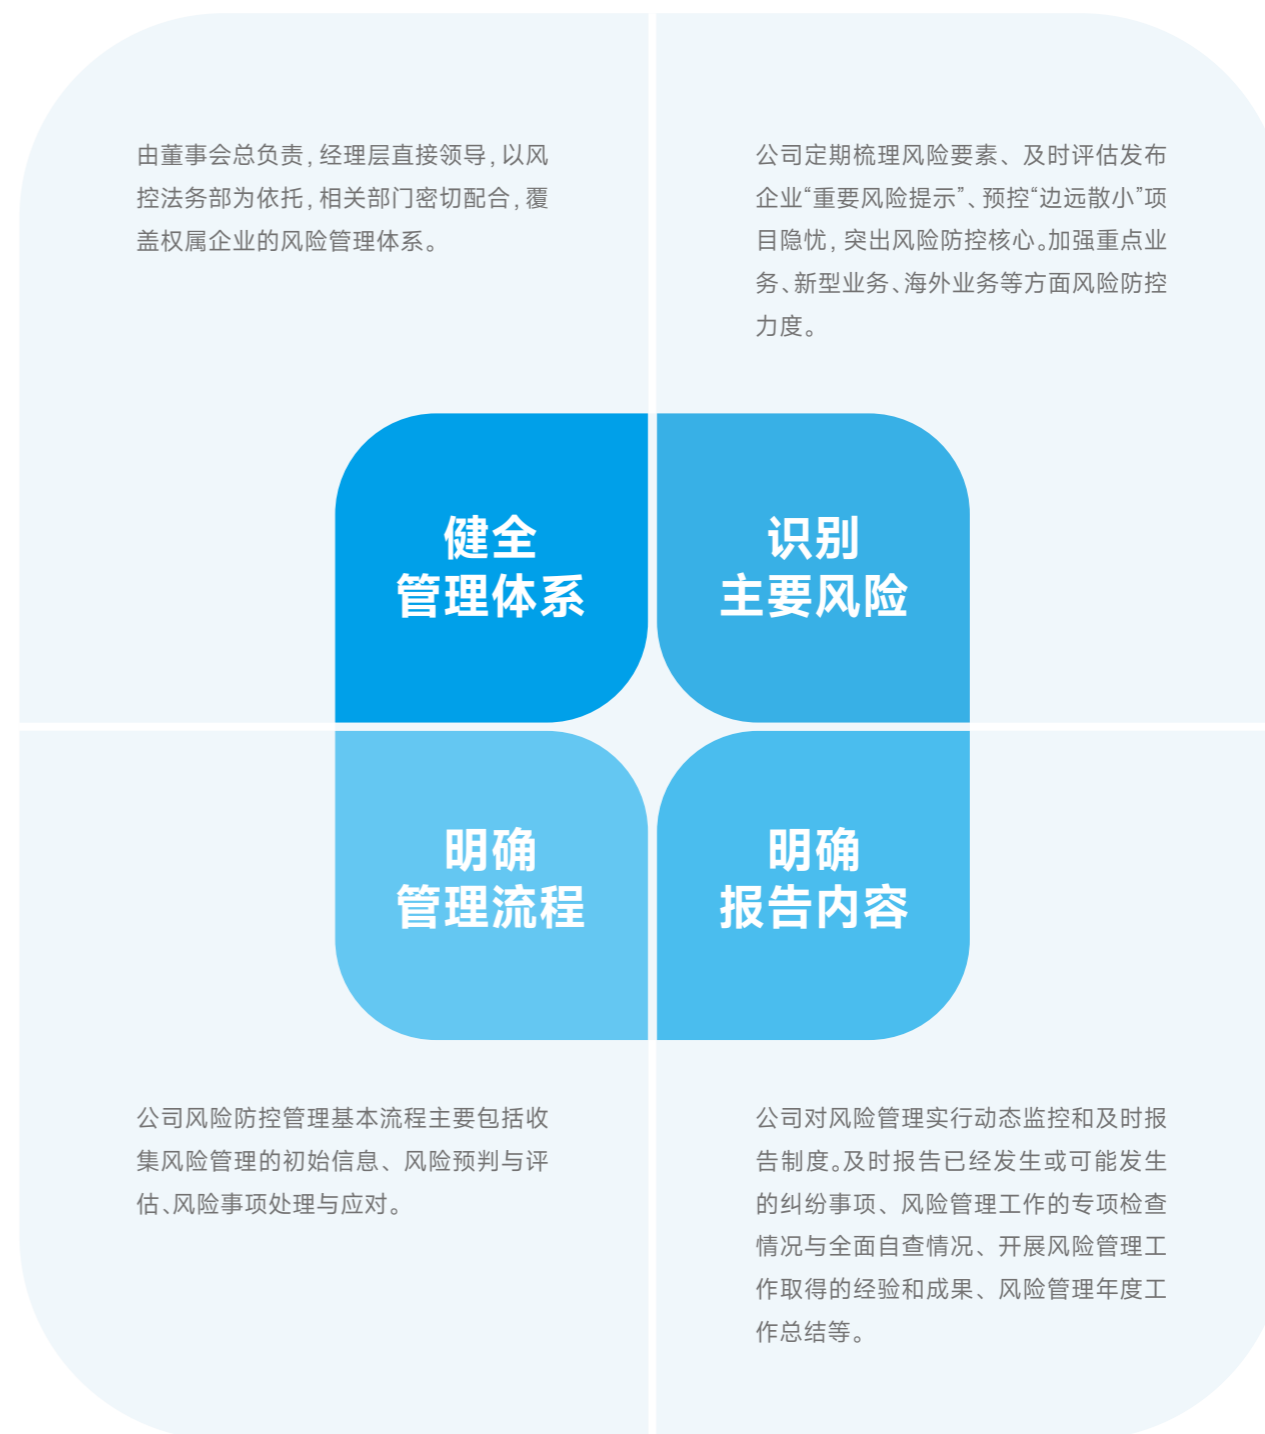 由董事会总负责，经理层直接领导，以风
控法务部为依托，相关部门密切配合，覆
盖权属企业的风险管理体系。
公司定期梳理风险要素、及时评估发布
企业“重要风险提示”、预控“边远散小”项
目隐忧，突出风险防控核心。加强重点业
务、新型业务、海外业务等方面风险防控
力度。
健全
管理体系
识别
主要风险
明确
管理流程
明确
报告内容
公司风险防控管理基本流程主要包括收
集风险管理的初始信息、风险预判与评
估、风险事项处理与应对。
公司对风险管理实行动态监控和及时报
告制度。及时报告已经发生或可能发生
的纠纷事项、风险管理工作的专项检查
情况与全面自查情况、开展风险管理工
作取得的经验和成果、风险管理年度工
作总结等。